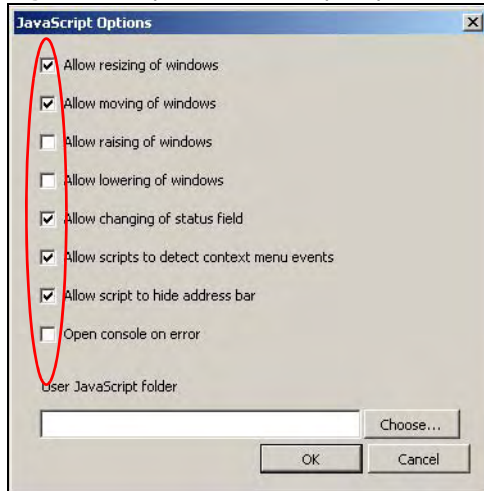 JavaScript Options
Allow resizing of windows
Allow moving of windows
Allow raising of windows
Allow lowering of windows
Allow changing of status field
Allow scripts to detect context menu events
Allow script to hide address bar
Open console on error
User JavaScript folder
Choose...
OK Cancel